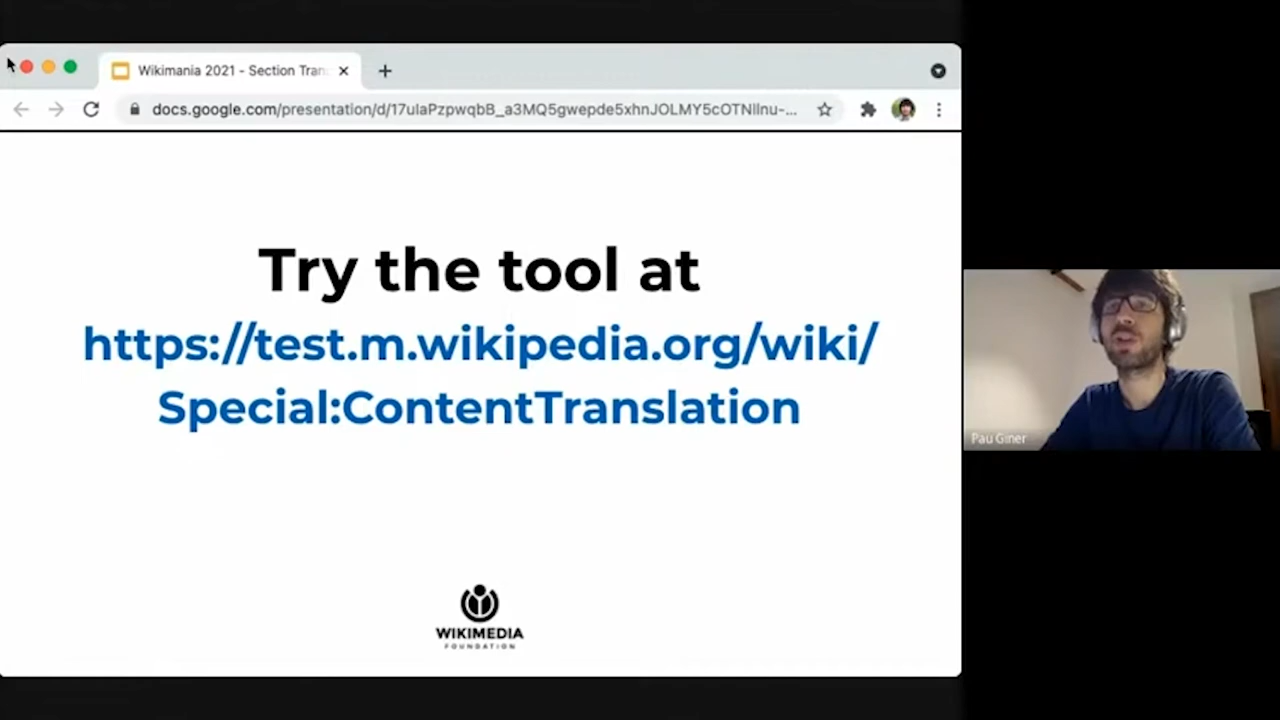 Wikimania 2021 - Section Tran
docs.google.com/presentation/d/17ulaPzpwqbB_a3MQ5gwepde5xhnJOLMY5cOTNIlnu-...
Try the tool at
https://test.m.wikipedia.org/wiki/
Special:ContentTranslation
WIKIMEDIA
FOUNDATION
Pau Giner